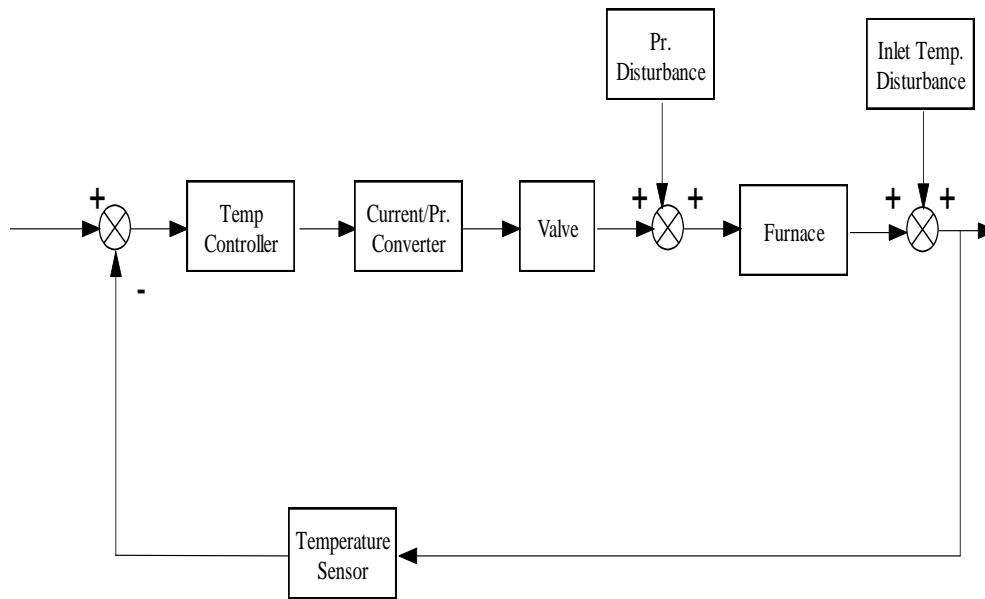 Pr.
Disturbance
Inlet Temp.
Disturbance
+
Temp
Controller
Current/Pr.
Converter
Valve
+ +
Furnace
+ +
-
Temperature
Sensor